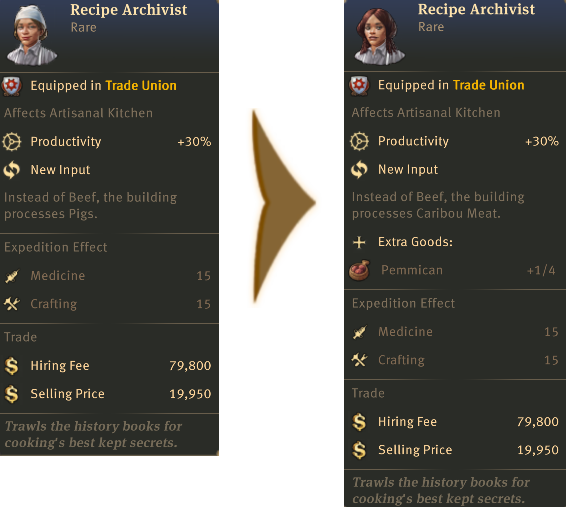 Recipe Archivist
Rare
Equipped in Trade Union
Affects Artisanal Kitchen
Productivity +30%
New Input
Instead of Beef, the building
processes Pigs.
Expedition Effect
Medicine 15
Crafting 15
Trade
Hiring Fee 79,800
Selling Price 19,950
Trawls the history books for
cooking's best kept secrets.
Recipe Archivist
Rare
Equipped in Trade Union
Affects Artisanal Kitchen
Productivity +30%
New Input
Instead of Beef, the building
processes Caribou Meat.
Extra Goods:
Pemmican +1/4
Expedition Effect
Medicine 15
Crafting 15
Trade
Hiring Fee 79,800
Selling Price 19,950
Trawls the history books for
cooking's best kept secrets.